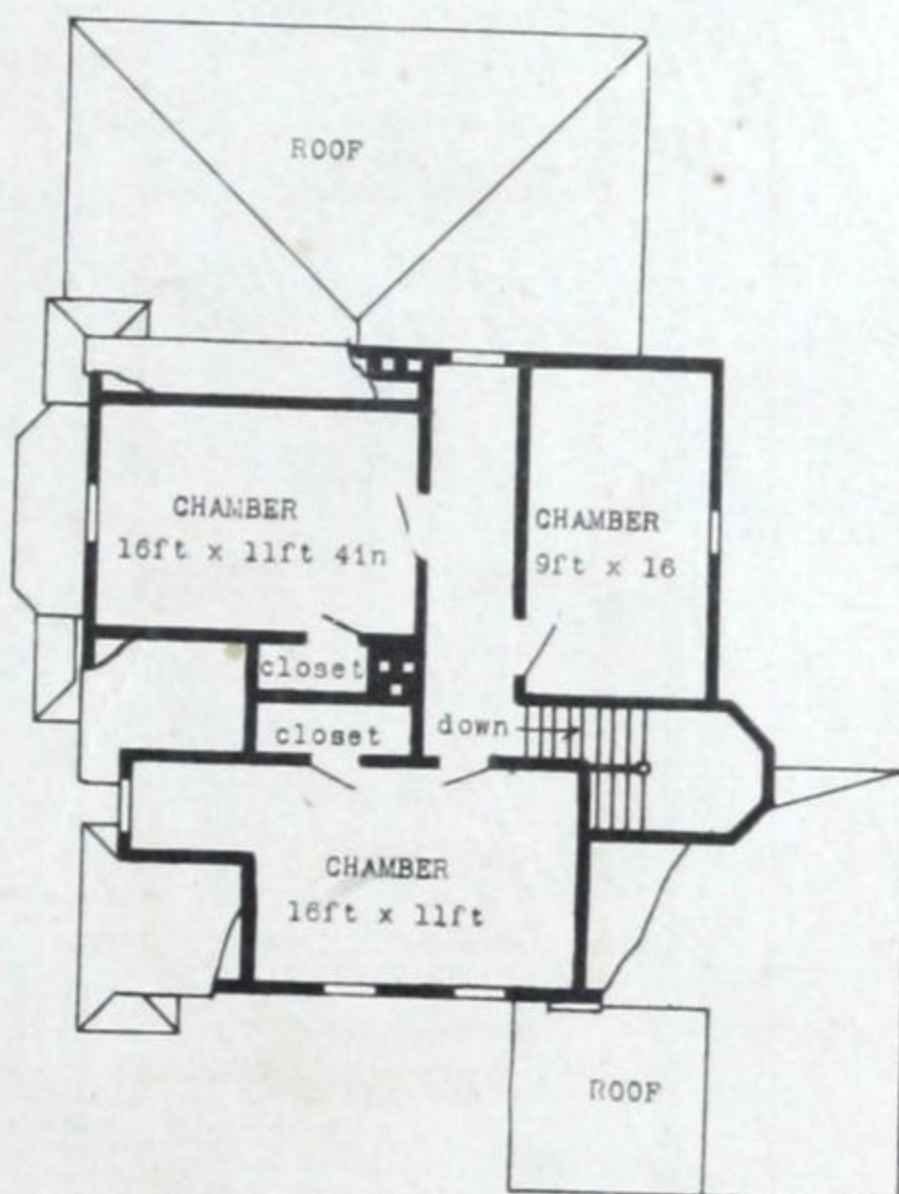 ROOF
CHAMBER
16ft x 11ft 4in
CHAMBER
9ft x 16
closet
down
closet
CHAMBER
16ft x 11ft
ROOF